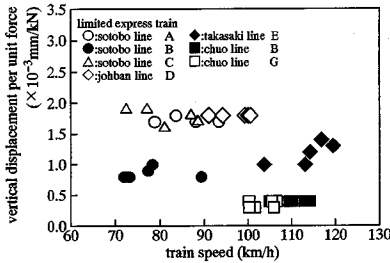 vertical displacement per unit force
(×10⁻³mm/kN)
3.5
3.0
2.5
2.0
1.5
1.0
0.5
0.0
limited express train
○:sotobo line A ◆:takasaki line E
●:sotobo line B ■:chuo line B
△:sotobo line C □:chuo line G
◇:johban line D
60 70 80 90 100 110 120 130
train speed (km/h)